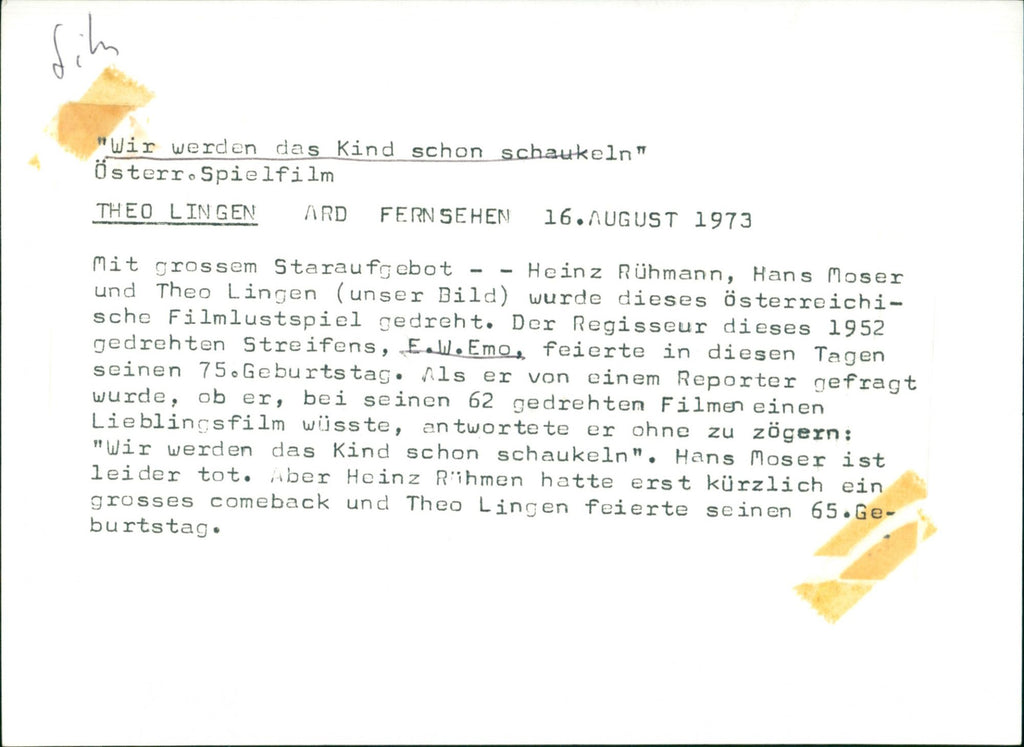 "Wir werden das Kind schon schaukeln"
Österr.Spielfilm
THEO LINGEN ARD FERNSEHEN 16.AUGUST 1973
Mit grossem Staraufgebot - - Heinz Rühmann, Hans Moser
und Theo Lingen (unser Bild) wurde dieses österreichi-
sche Filmlustspiel gedreht. Der Regisseur dieses 1952
gedrehten Streifens, E.W.Emo, feierte in diesen Tagen
seinen 75.Geburtstag. Als er von einem Reporter gefragt
wurde, ob er, bei seinen 62 gedrehten Filmen einen
Lieblingsfilm wüsste, antwortete er ohne zu zögern:
"Wir werden das Kind schon schaukeln". Hans Moser ist
leider tot. Aber Heinz Rühmen hatte erst kürzlich ein
grosses comeback und Theo Lingen feierte seinen 65.Ge-
burtstag.